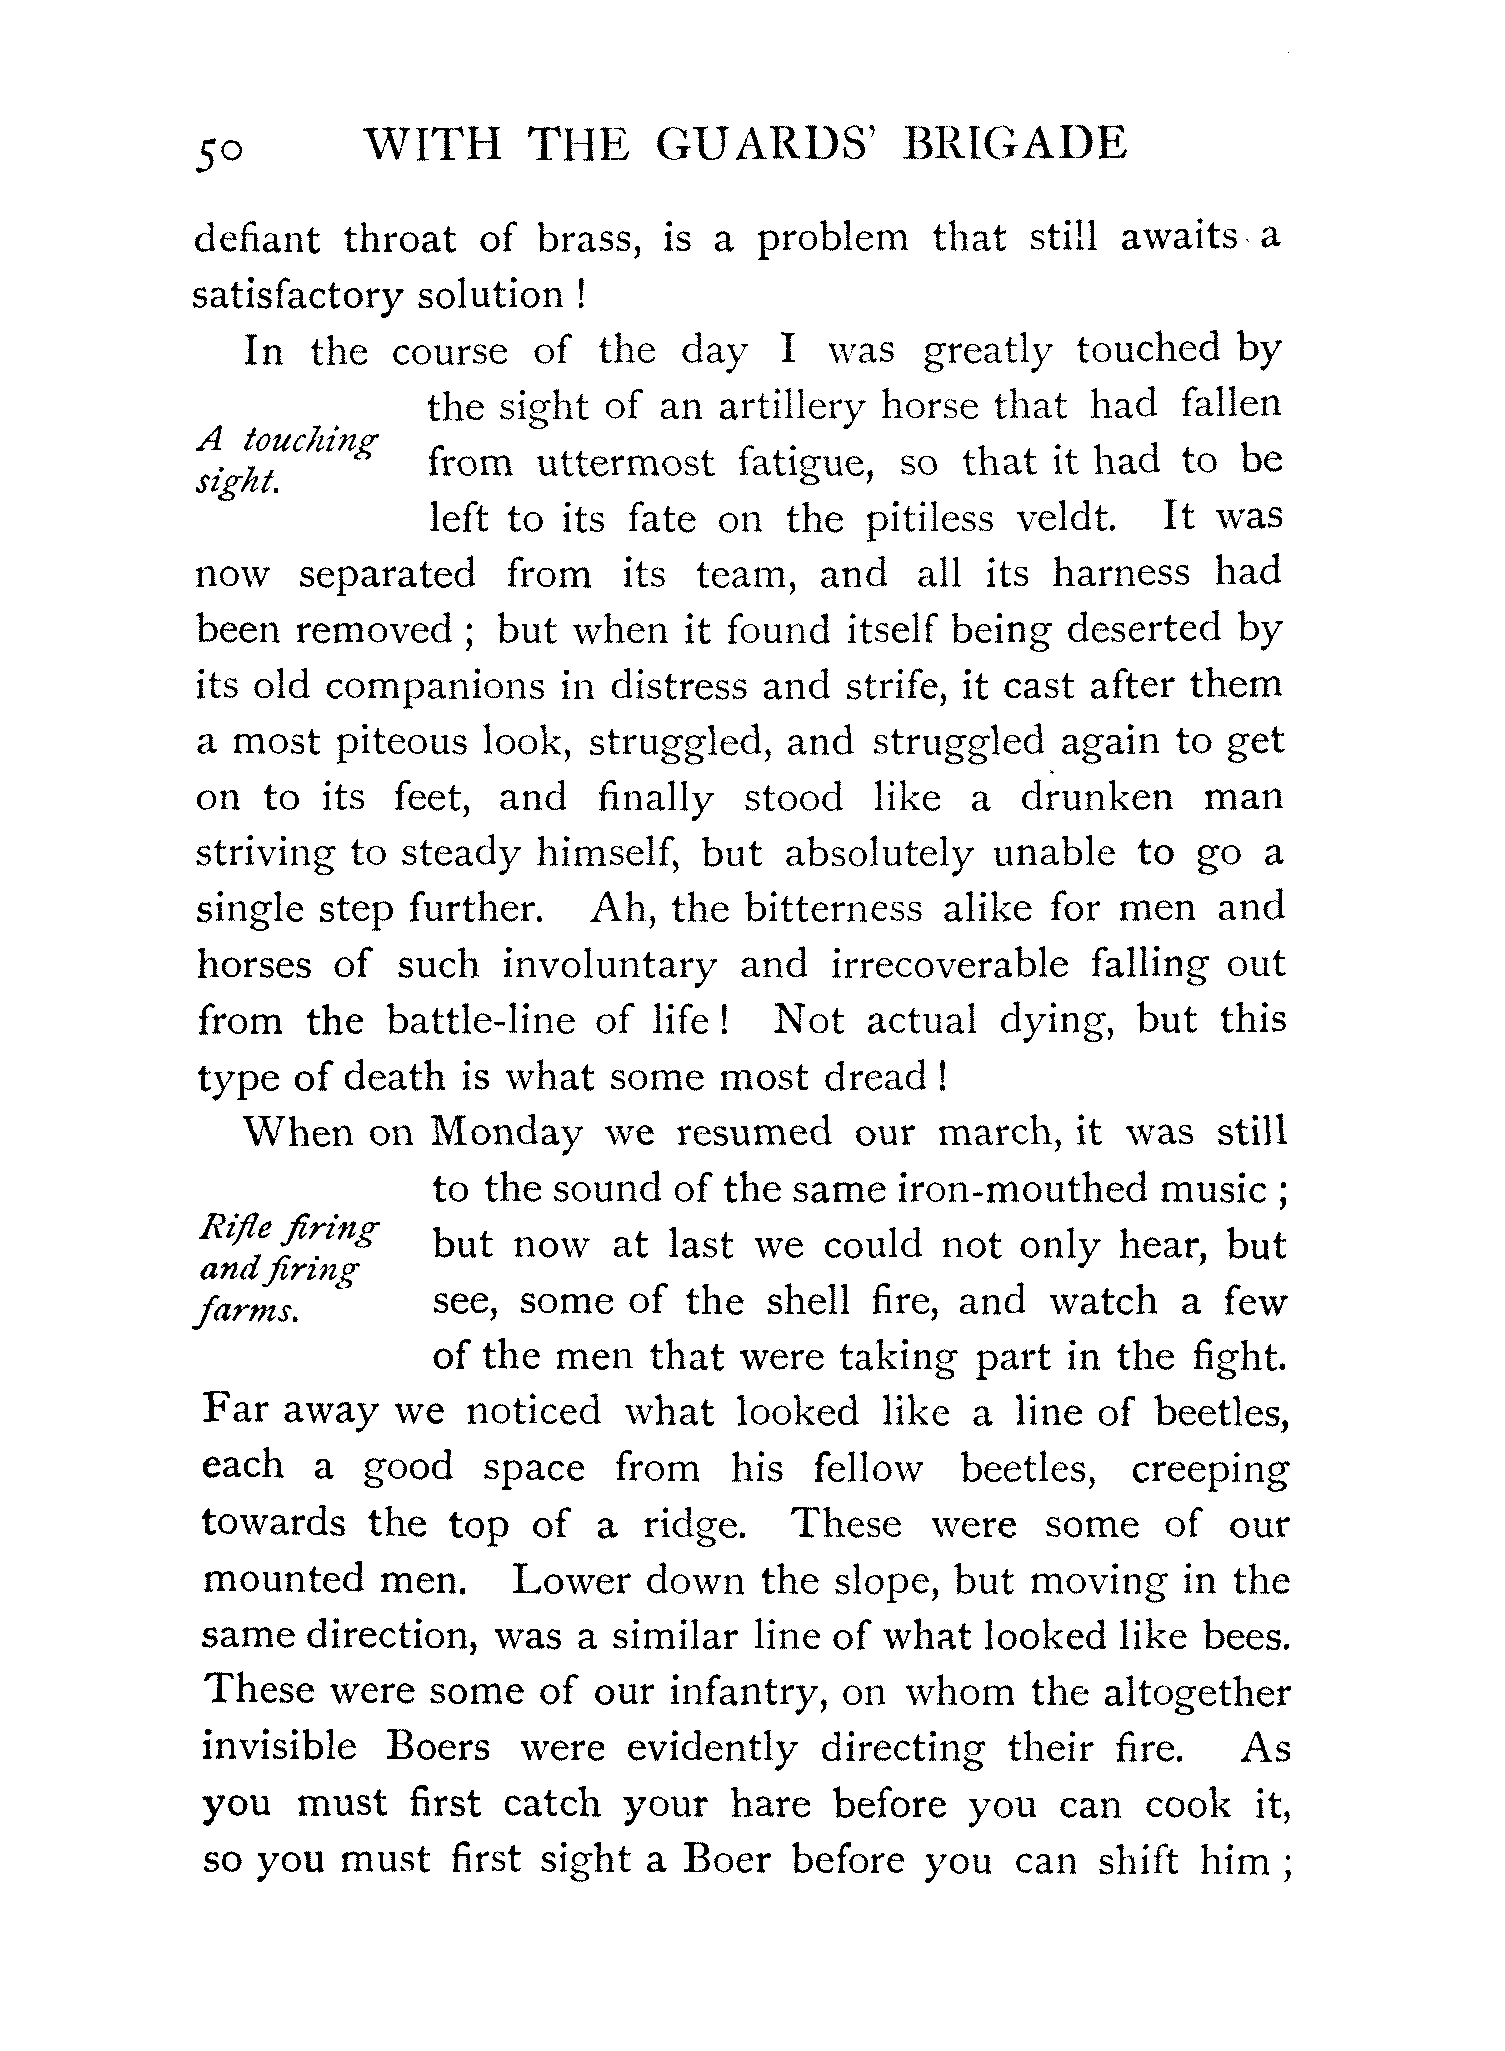 50 WITH THE GUARDS' BRIGADE
defiant throat of brass, is a problem that still awaits a
satisfactory solution !
In the course of the day I was greatly touched by
A touching
sight.
the sight of an artillery horse that had fallen
from uttermost fatigue, so that it had to be
left to its fate on the pitiless veldt. It was
now separated from its team, and all its harness had
been removed ; but when it found itself being deserted by
its old companions in distress and strife, it cast after them
a most piteous look, struggled, and struggled again to get
on to its feet, and finally stood like a drunken man
striving to steady himself, but absolutely unable to go a
single step further. Ah, the bitterness alike for men and
horses of such involuntary and irrecoverable falling out
from the battle-line of life ! Not actual dying, but this
type of death is what some most dread !
When on Monday we resumed our march, it was still
Rifle firing
and firing
farms.
to the sound of the same iron-mouthed music ;
but now at last we could not only hear, but
see, some of the shell fire, and watch a few
of the men that were taking part in the fight.
Far away we noticed what looked like a line of beetles,
each a good space from his fellow beetles, creeping
towards the top of a ridge. These were some of our
mounted men. Lower down the slope, but moving in the
same direction, was a similar line of what looked like bees.
These were some of our infantry, on whom the altogether
invisible Boers were evidently directing their fire. As
you must first catch your hare before you can cook it,
so you must first sight a Boer before you can shift him ;